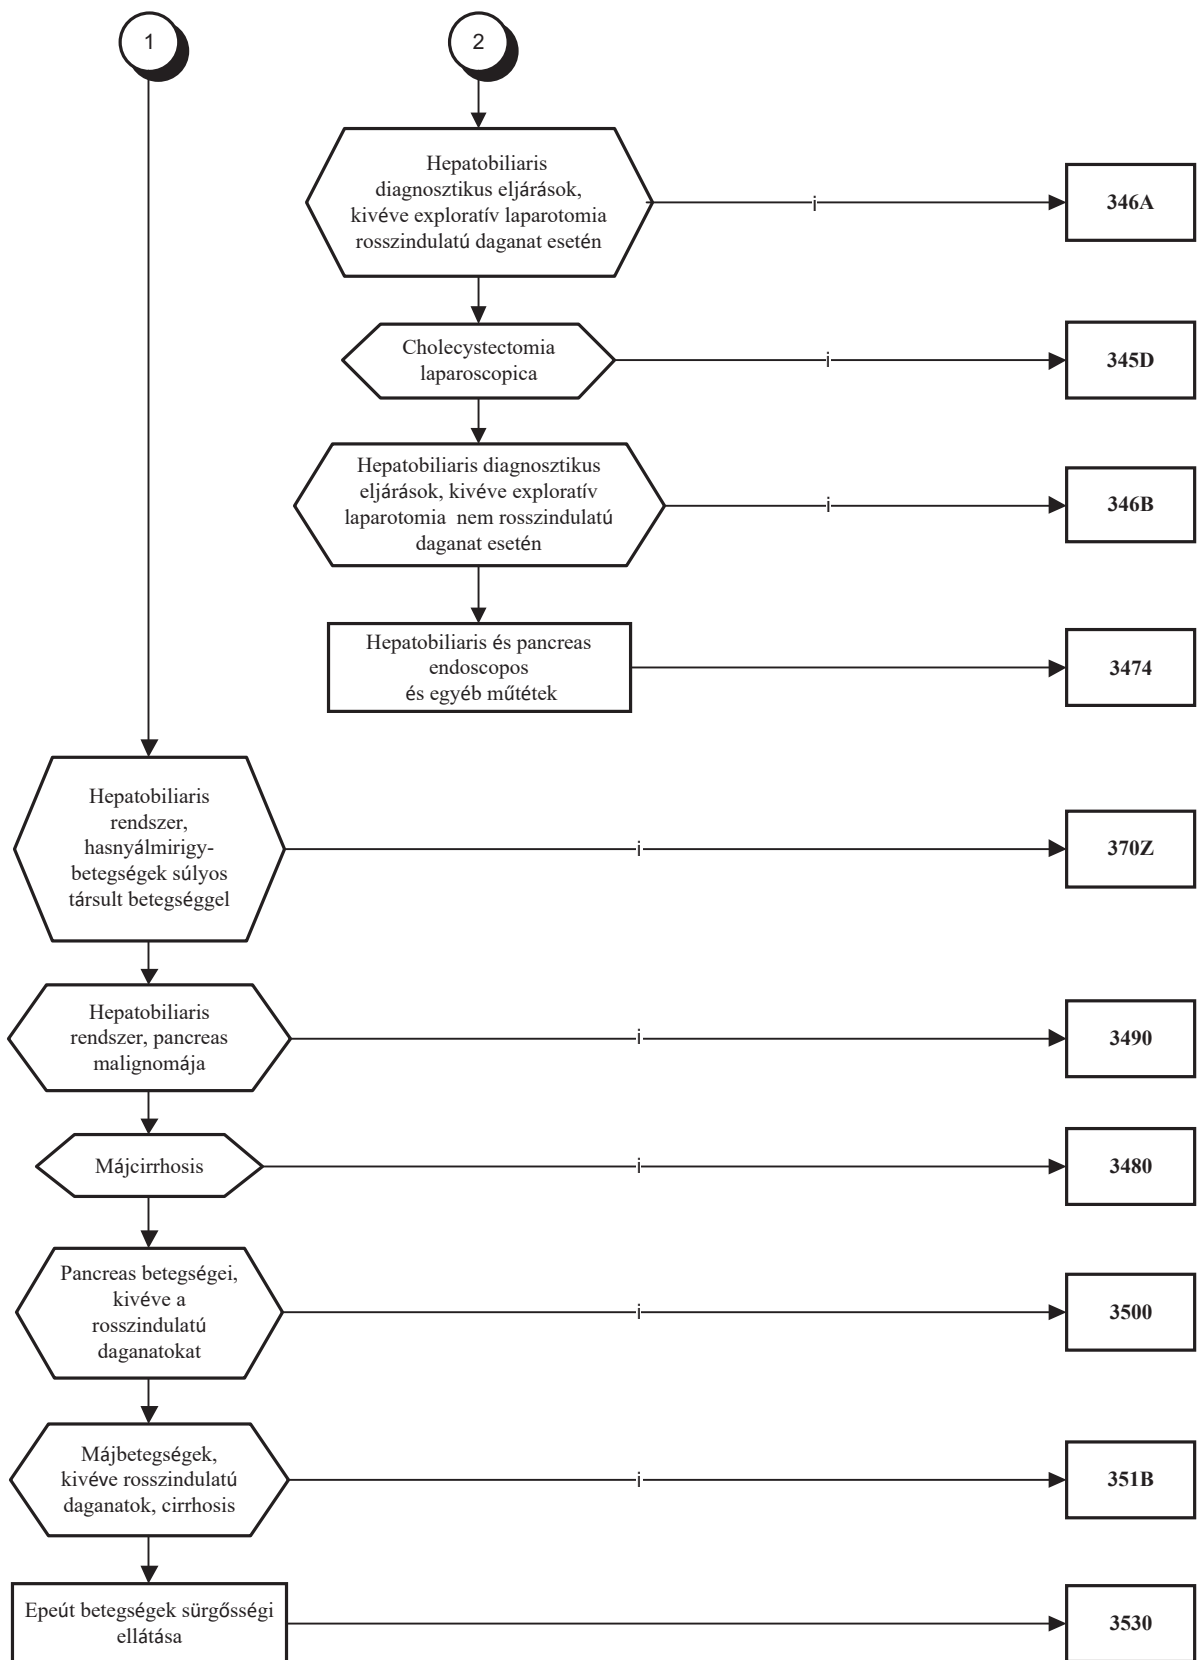 1
2
Hepatobiliaris
diagnosztikus eljárások,
kivéve exploratív laparotomia
rosszindulatú daganat esetén
i
346A
Cholecystectomia
laparoscopica
i
345D
Hepatobiliaris diagnosztikus
eljárások, kivéve exploratív
laparotomia nem rosszindulatú
daganat esetén
i
346B
Hepatobiliaris és pancreas
endoscopos
és egyéb műtétek
3474
Hepatobiliaris
rendszer,
hasnyálmirigy-
betegségek súlyos
társult betegséggel
i
370Z
Hepatobiliaris
rendszer, pancreas
malignomája
i
3490
Májcirrhosis
i
3480
Pancreas betegségei,
kivéve a
rosszindulatú
daganatokat
i
3500
Májbetegségek,
kivéve rosszindulatú
daganatok, cirrhosis
i
351B
Epeút betegségek sürgősségi
ellátása
3530